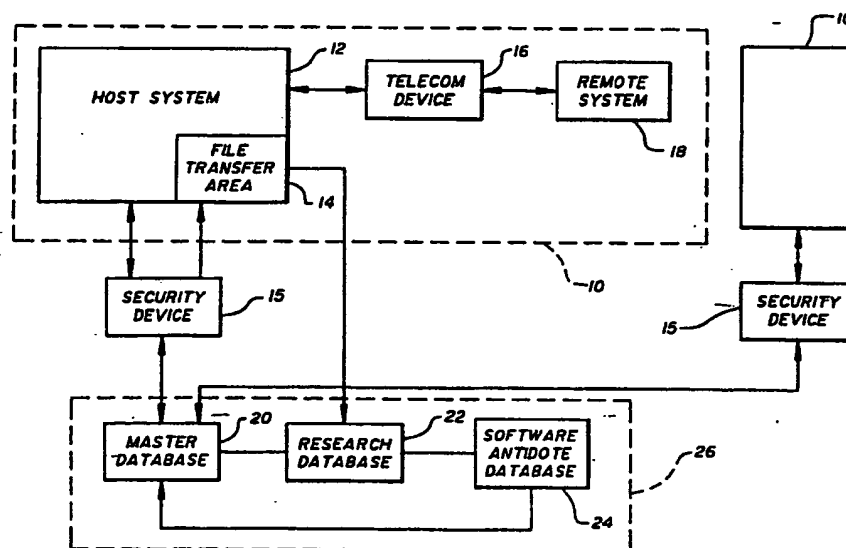 12
HOST SYSTEM
FILE
TRANSFER
AREA
14
TELECOM
DEVICE
16
REMOTE
SYSTEM
18
10
SECURITY
DEVICE
15
SECURITY
DEVICE
15
MASTER
DATABASE
20
RESEARCH
DATABASE
22
SOFTWARE
ANTIDOTE
DATABASE
24
26